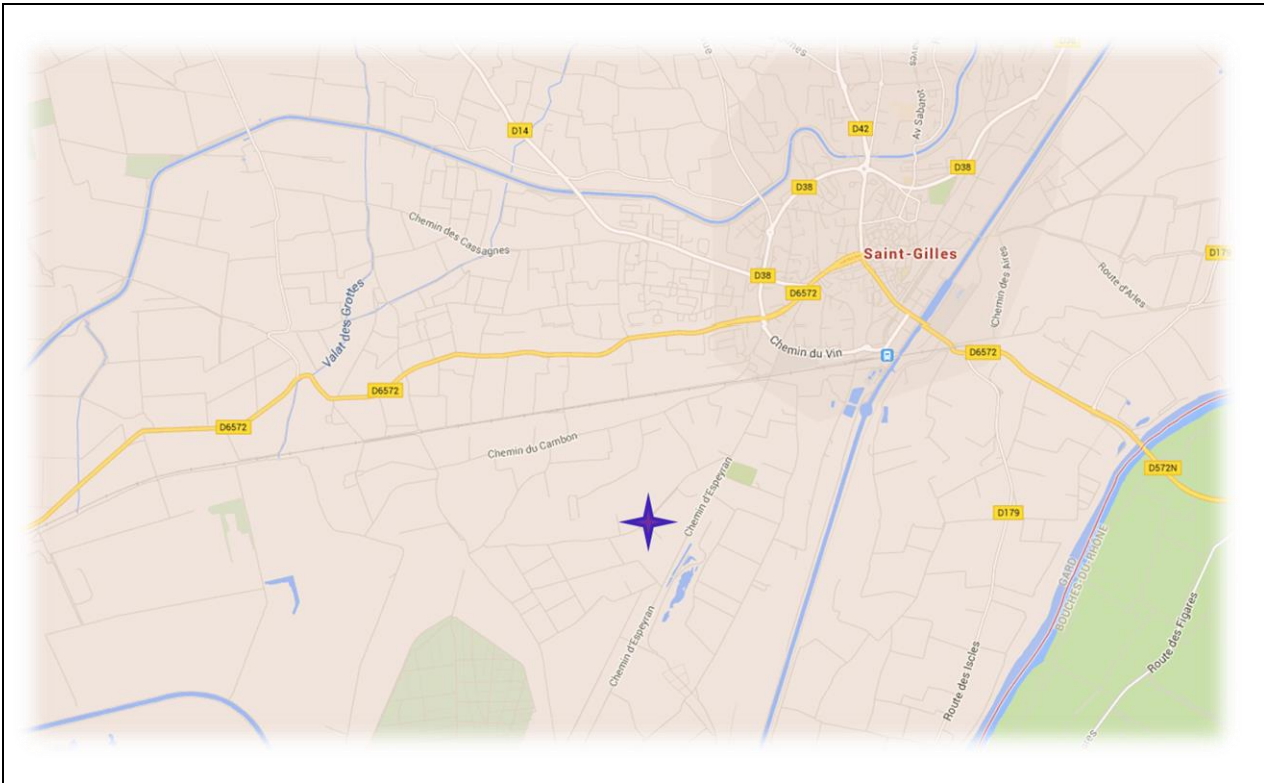 Av Sabatot
D42
D14
D38
D38
Chemin des Cassagnes
Saint-Gilles
Chemin des Aires
Route d'Arles
D38
D6572
Valat des Grottes
Chemin du Vin
D6572
D6572
D6572
Chemin du Cambon
D572N
Chemin d'Espeyran
D179
GARD
BOUCHES-DU-RHÔNE
Chemin d'Espeyran
Route des Iscles
Route des Figares